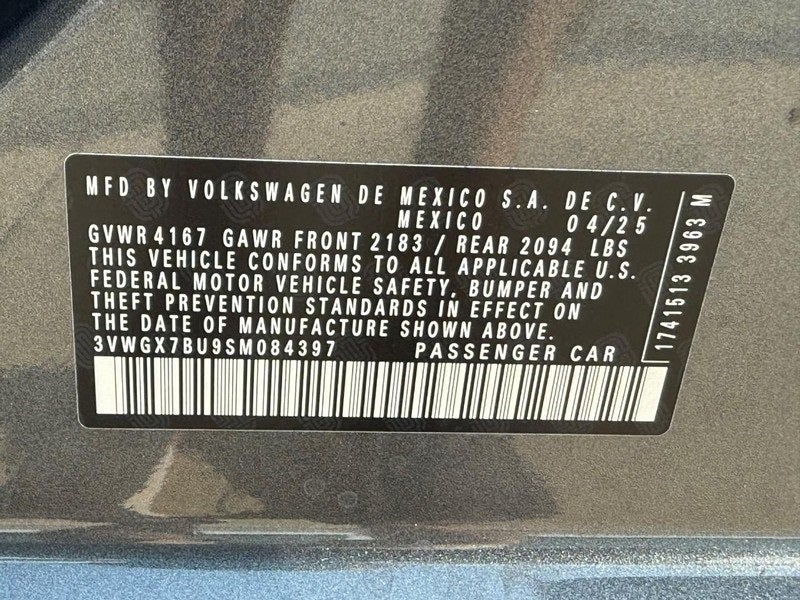 MFD BY VOLKSWAGEN DE MEXICO S.A. DE C.V.
MEXICO 04/25
GVWR 4167 GAWR FRONT 2183 / REAR 2094 LBS
THIS VEHICLE CONFORMS TO ALL APPLICABLE U.S.
FEDERAL MOTOR VEHICLE SAFETY, BUMPER AND
THEFT PREVENTION STANDARDS IN EFFECT ON
THE DATE OF MANUFACTURE SHOWN ABOVE.
3VWGX7BU9SM084397 PASSENGER CAR
1741513 3963 M